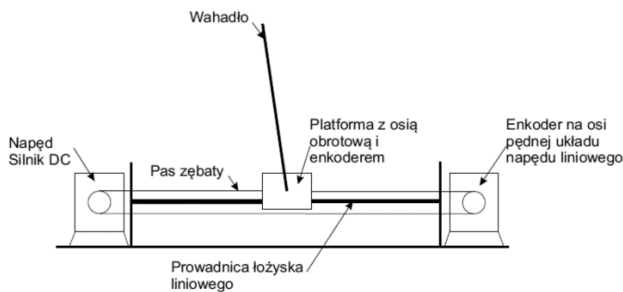 Wahadło
Platforma z osią
obrotową i
enkoderem
Enkoder na osi
pędnej układu
napędu liniowego
Napęd
Silnik DC
Pas zębaty
Prowadnica łożyska
liniowego